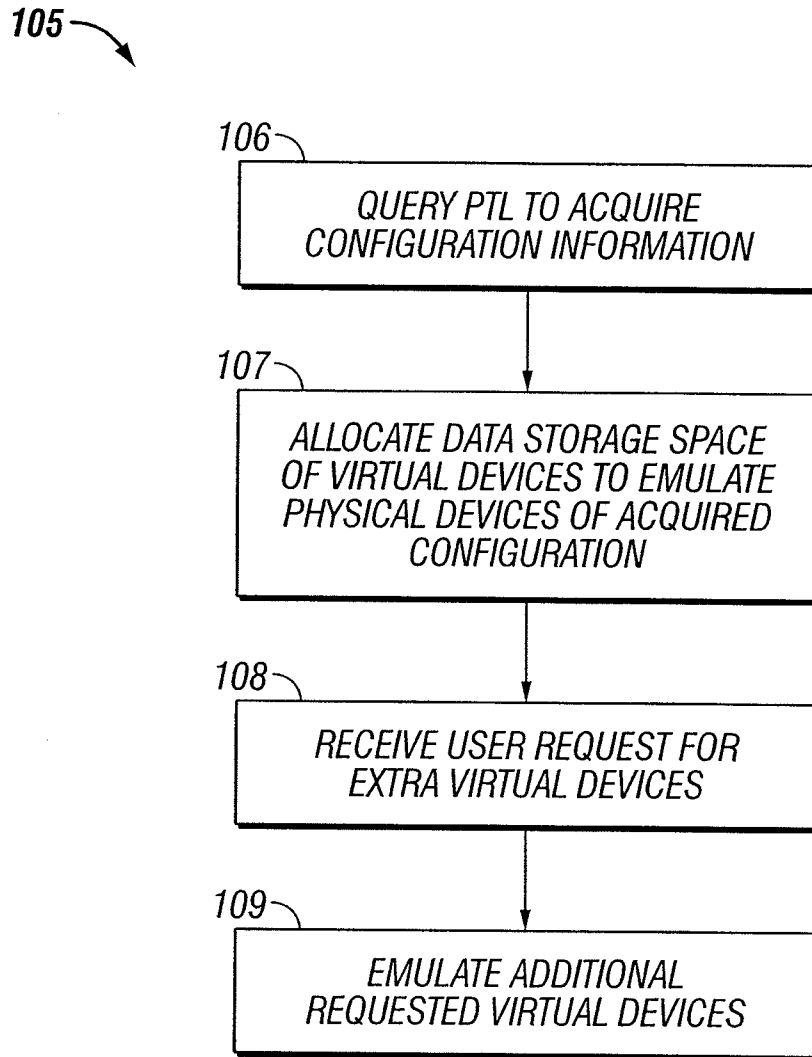 105
106
QUERY PTL TO ACQUIRE
CONFIGURATION INFORMATION
107
ALLOCATE DATA STORAGE SPACE
OF VIRTUAL DEVICES TO EMULATE
PHYSICAL DEVICES OF ACQUIRED
CONFIGURATION
108
RECEIVE USER REQUEST FOR
EXTRA VIRTUAL DEVICES
109
EMULATE ADDITIONAL
REQUESTED VIRTUAL DEVICES